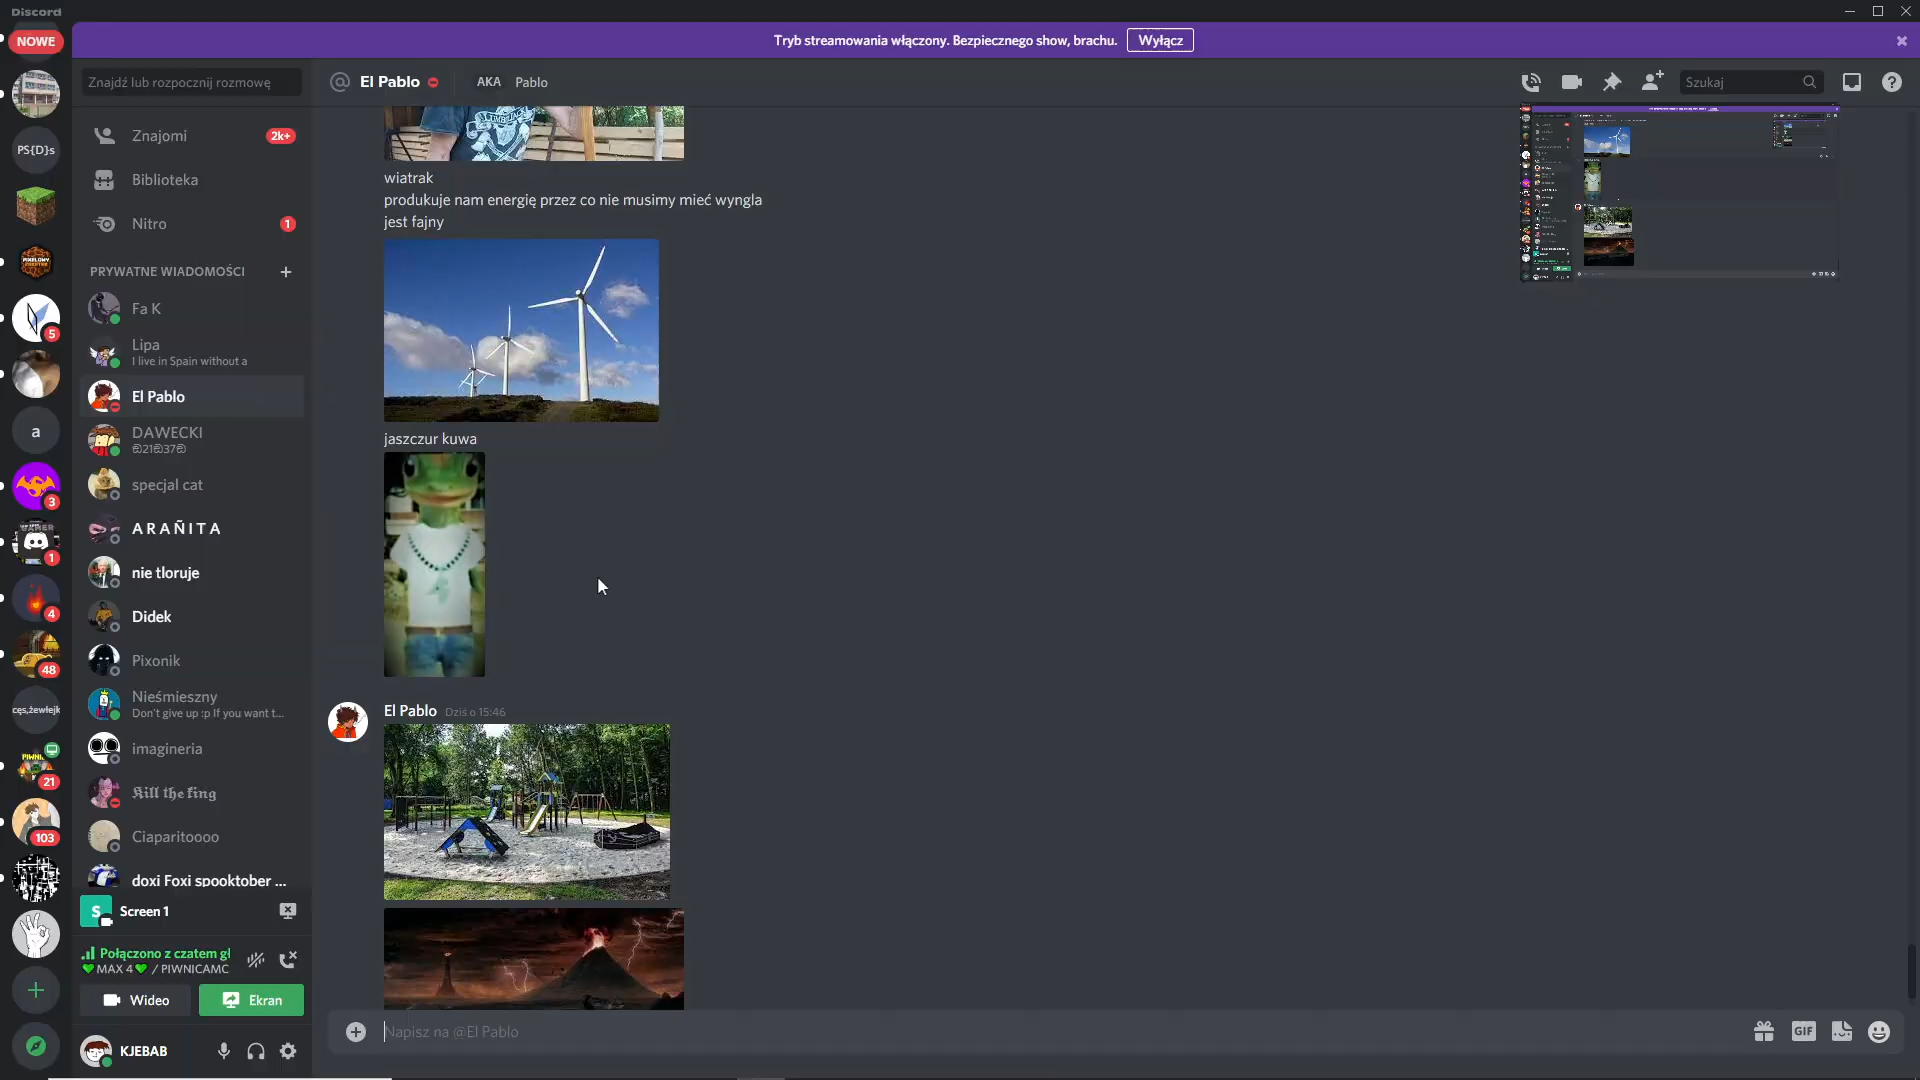 Discord
Tryb streamowania włączony. Bezpiecznego show, brachu.
Wyłącz
NOWE
Znajdź lub rozpocznij rozmowę
El Pablo
AKA
Pablo
Szukaj
Znajomi
2k+
PS{D}s
Biblioteka
Nitro
1
PRYWATNE WIADOMOŚCI
Fa K
Lipa
I live in Spain without a
El Pablo
DAWECKI
specjal cat
A R A Ñ I T A
nie tloruje
Didek
Pixonik
Nieśmieszny
Don't give up :p If you want t...
imagineria
Kill the king
Ciaparitoooo
doxi Foxi spooktober ...
5
a
3
1
4
48
21
103
wiatrak
produkuje nam energię przez co nie musimy mieć wyngla
jest fajny
jaszczur kuwa
El Pablo
Dziś o 15:46
S
Screen 1
Połączono z czatem gł
MAX 4 / PIWNICAMC
Wideo
Ekran
KJEBAB
Napisz na @El Pablo
GIF